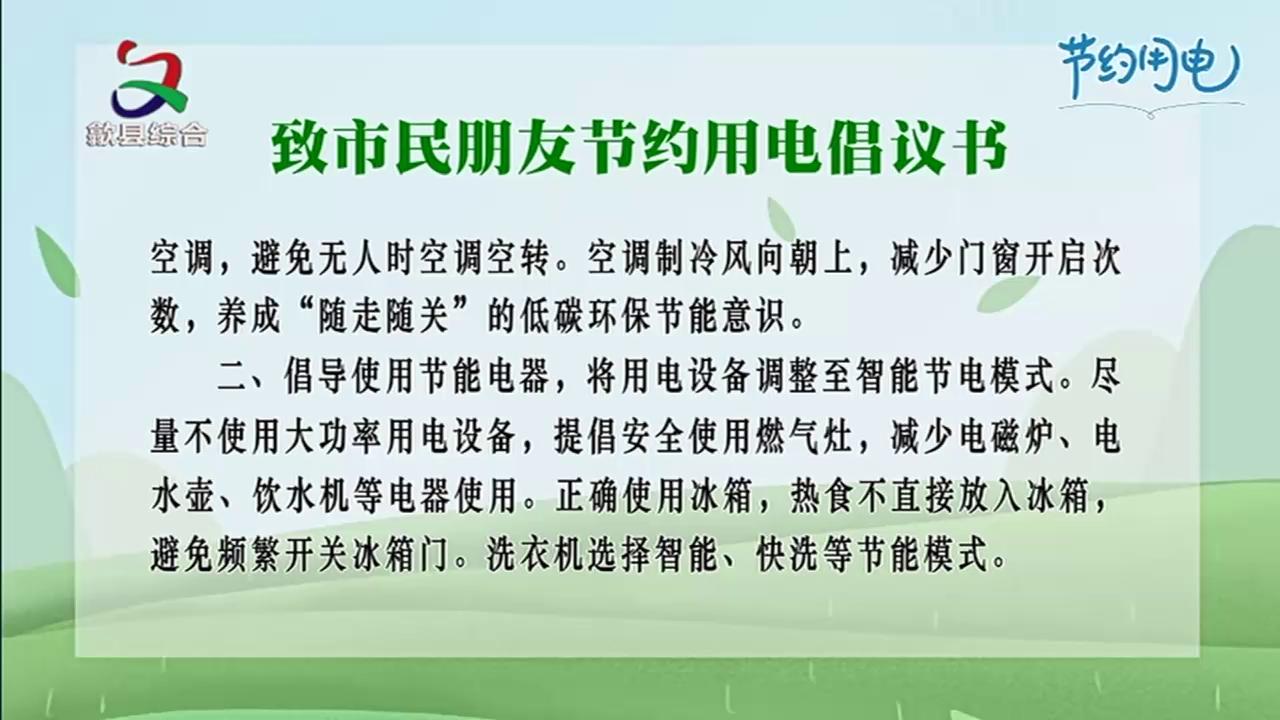 节约用电
歙县综合
致市民朋友节约用电倡议书
空调，避免无人时空调空转。空调制冷风向朝上，减少门窗开启次
数，养成“随走随关”的低碳环保节能意识。
二、倡导使用节能电器，将用电设备调整至智能节电模式。尽
量不使用大功率用电设备，提倡安全使用燃气灶，减少电磁炉、电
水壶、饮水机等电器使用。正确使用冰箱，热食不直接放入冰箱，
避免频繁开关冰箱门。洗衣机选择智能、快洗等节能模式。